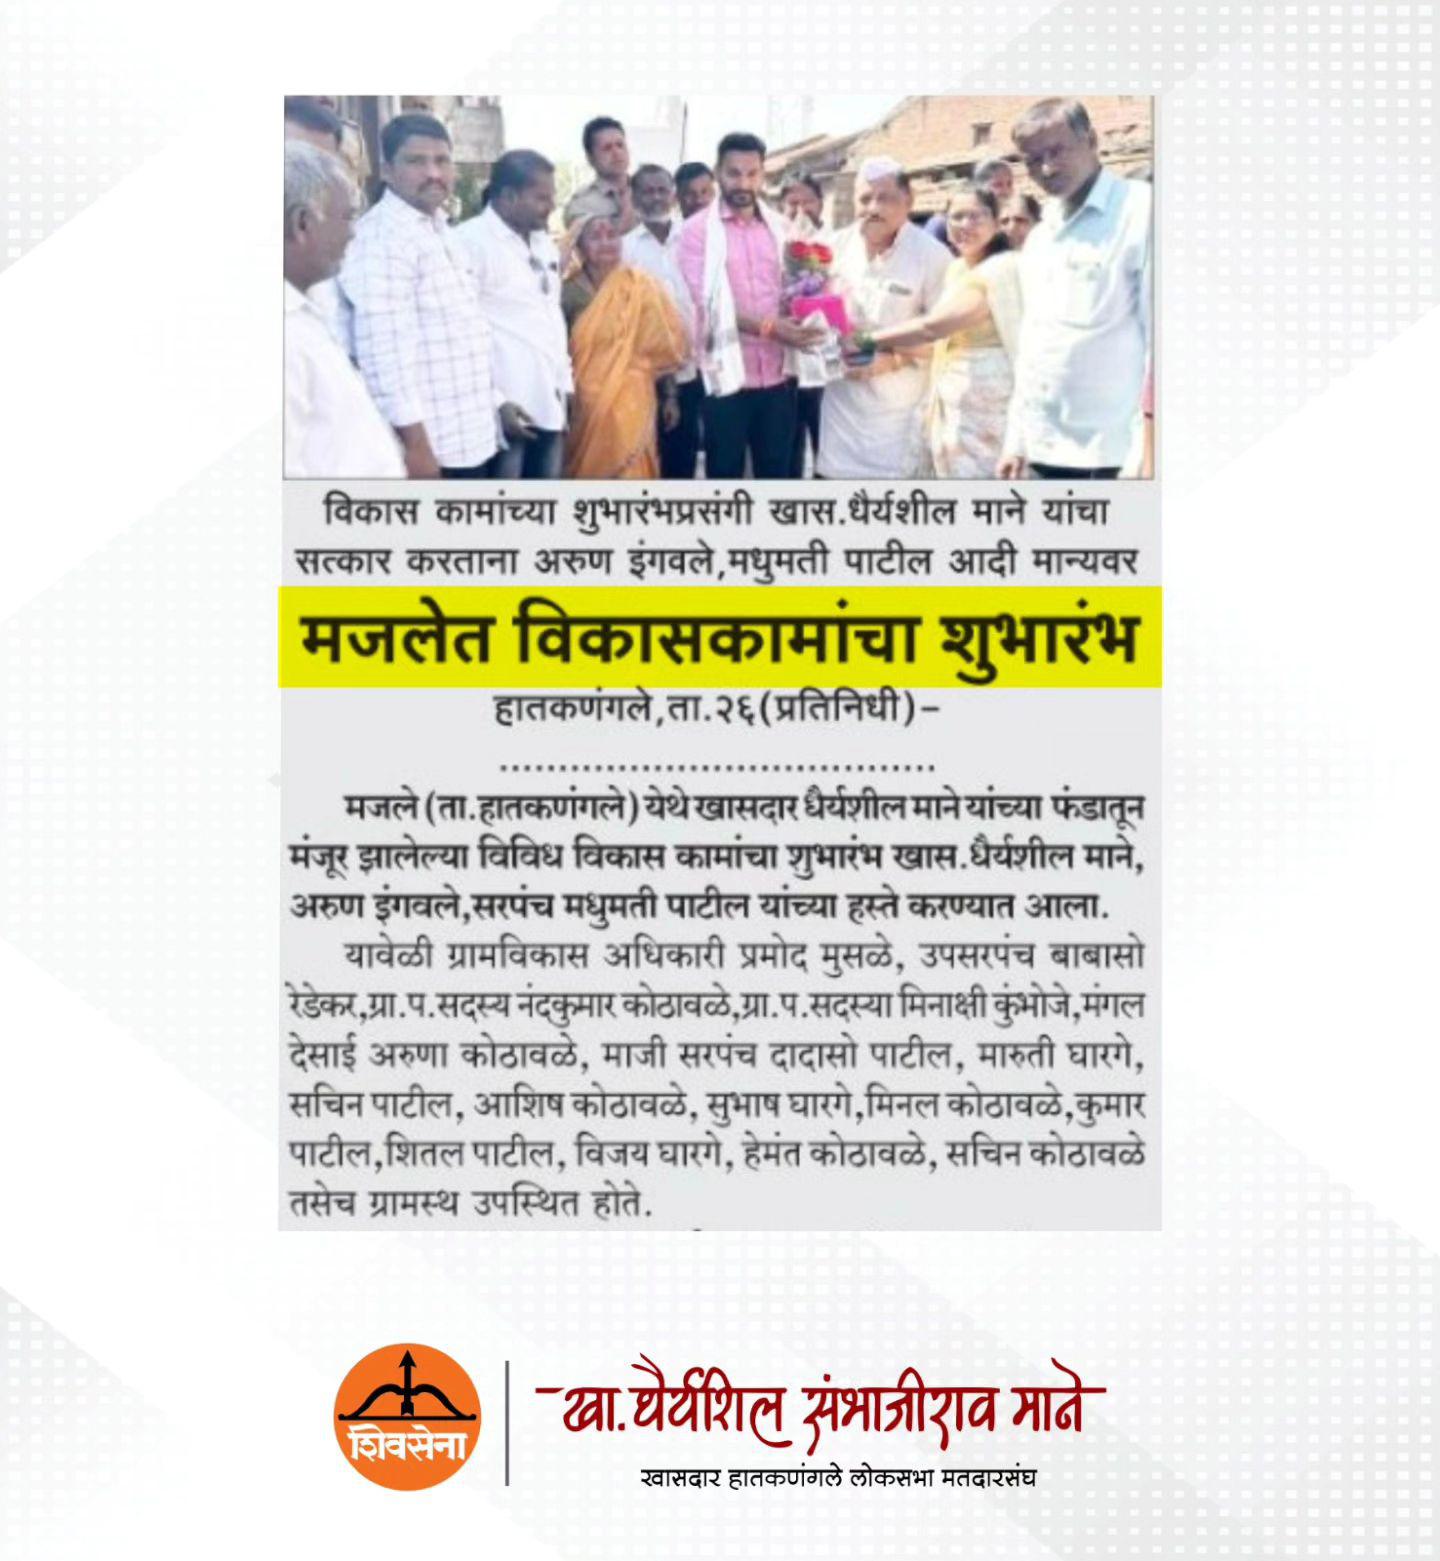 विकास कामांच्या शुभारंभप्रसंगी खास.धैर्यशील माने यांचा
सत्कार करताना अरुण इंगवले,मधुमती पाटील आदी मान्यवर
मजलेत विकासकामांचा शुभारंभ
हातकणंगले,ता.२६(प्रतिनिधी)–
....................................
मजले (ता.हातकणंगले) येथे खासदार धैर्यशील माने यांच्या फंडातून
मंजूर झालेल्या विविध विकास कामांचा शुभारंभ खास.धैर्यशील माने,
अरुण इंगवले,सरपंच मधुमती पाटील यांच्या हस्ते करण्यात आला.
यावेळी ग्रामविकास अधिकारी प्रमोद मुसळे, उपसरपंच बाबासो
रेडेकर,ग्रा.प.सदस्य नंदकुमार कोठावळे,ग्रा.प.सदस्या मिनाक्षी कुंभोजे,मंगल
देसाई अरुणा कोठावळे, माजी सरपंच दादासो पाटील, मारुती घारगे,
सचिन पाटील, आशिष कोठावळे, सुभाष घारगे,मिनल कोठावळे,कुमार
पाटील,शितल पाटील, विजय घारगे, हेमंत कोठावळे, सचिन कोठावळे
तसेच ग्रामस्थ उपस्थित होते.
शिवसेना
खा.धैर्यशिल संभाजीराव माने
खासदार हातकणंगले लोकसभा मतदारसंघ